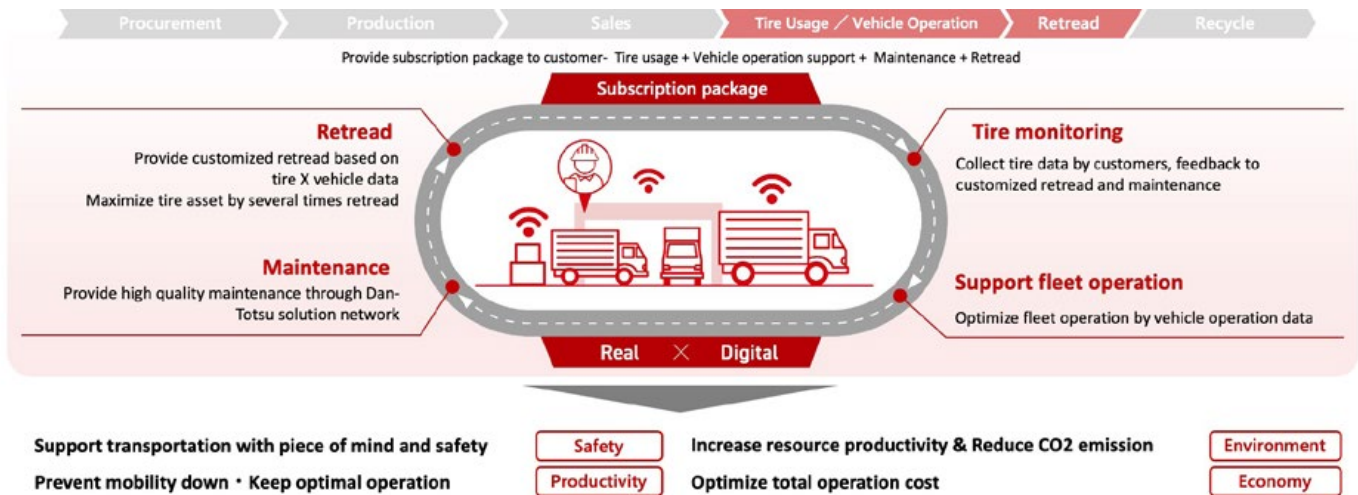 Procurement
Production
Sales
Tire Usage / Vehicle Operation
Retread
Recycle
Provide subscription package to customer- Tire usage + Vehicle operation support + Maintenance + Retread
Subscription package
Retread
Provide customized retread based on
tire X vehicle data
Maximize tire asset by several times retread
Tire monitoring
Collect tire data by customers, feedback to
customized retread and maintenance
Maintenance
Provide high quality maintenance through Dan-
Totsu solution network
Support fleet operation
Optimize fleet operation by vehicle operation data
Real × Digital
Support transportation with piece of mind and safety
Safety
Increase resource productivity & Reduce CO2 emission
Environment
Prevent mobility down・Keep optimal operation
Productivity
Optimize total operation cost
Economy